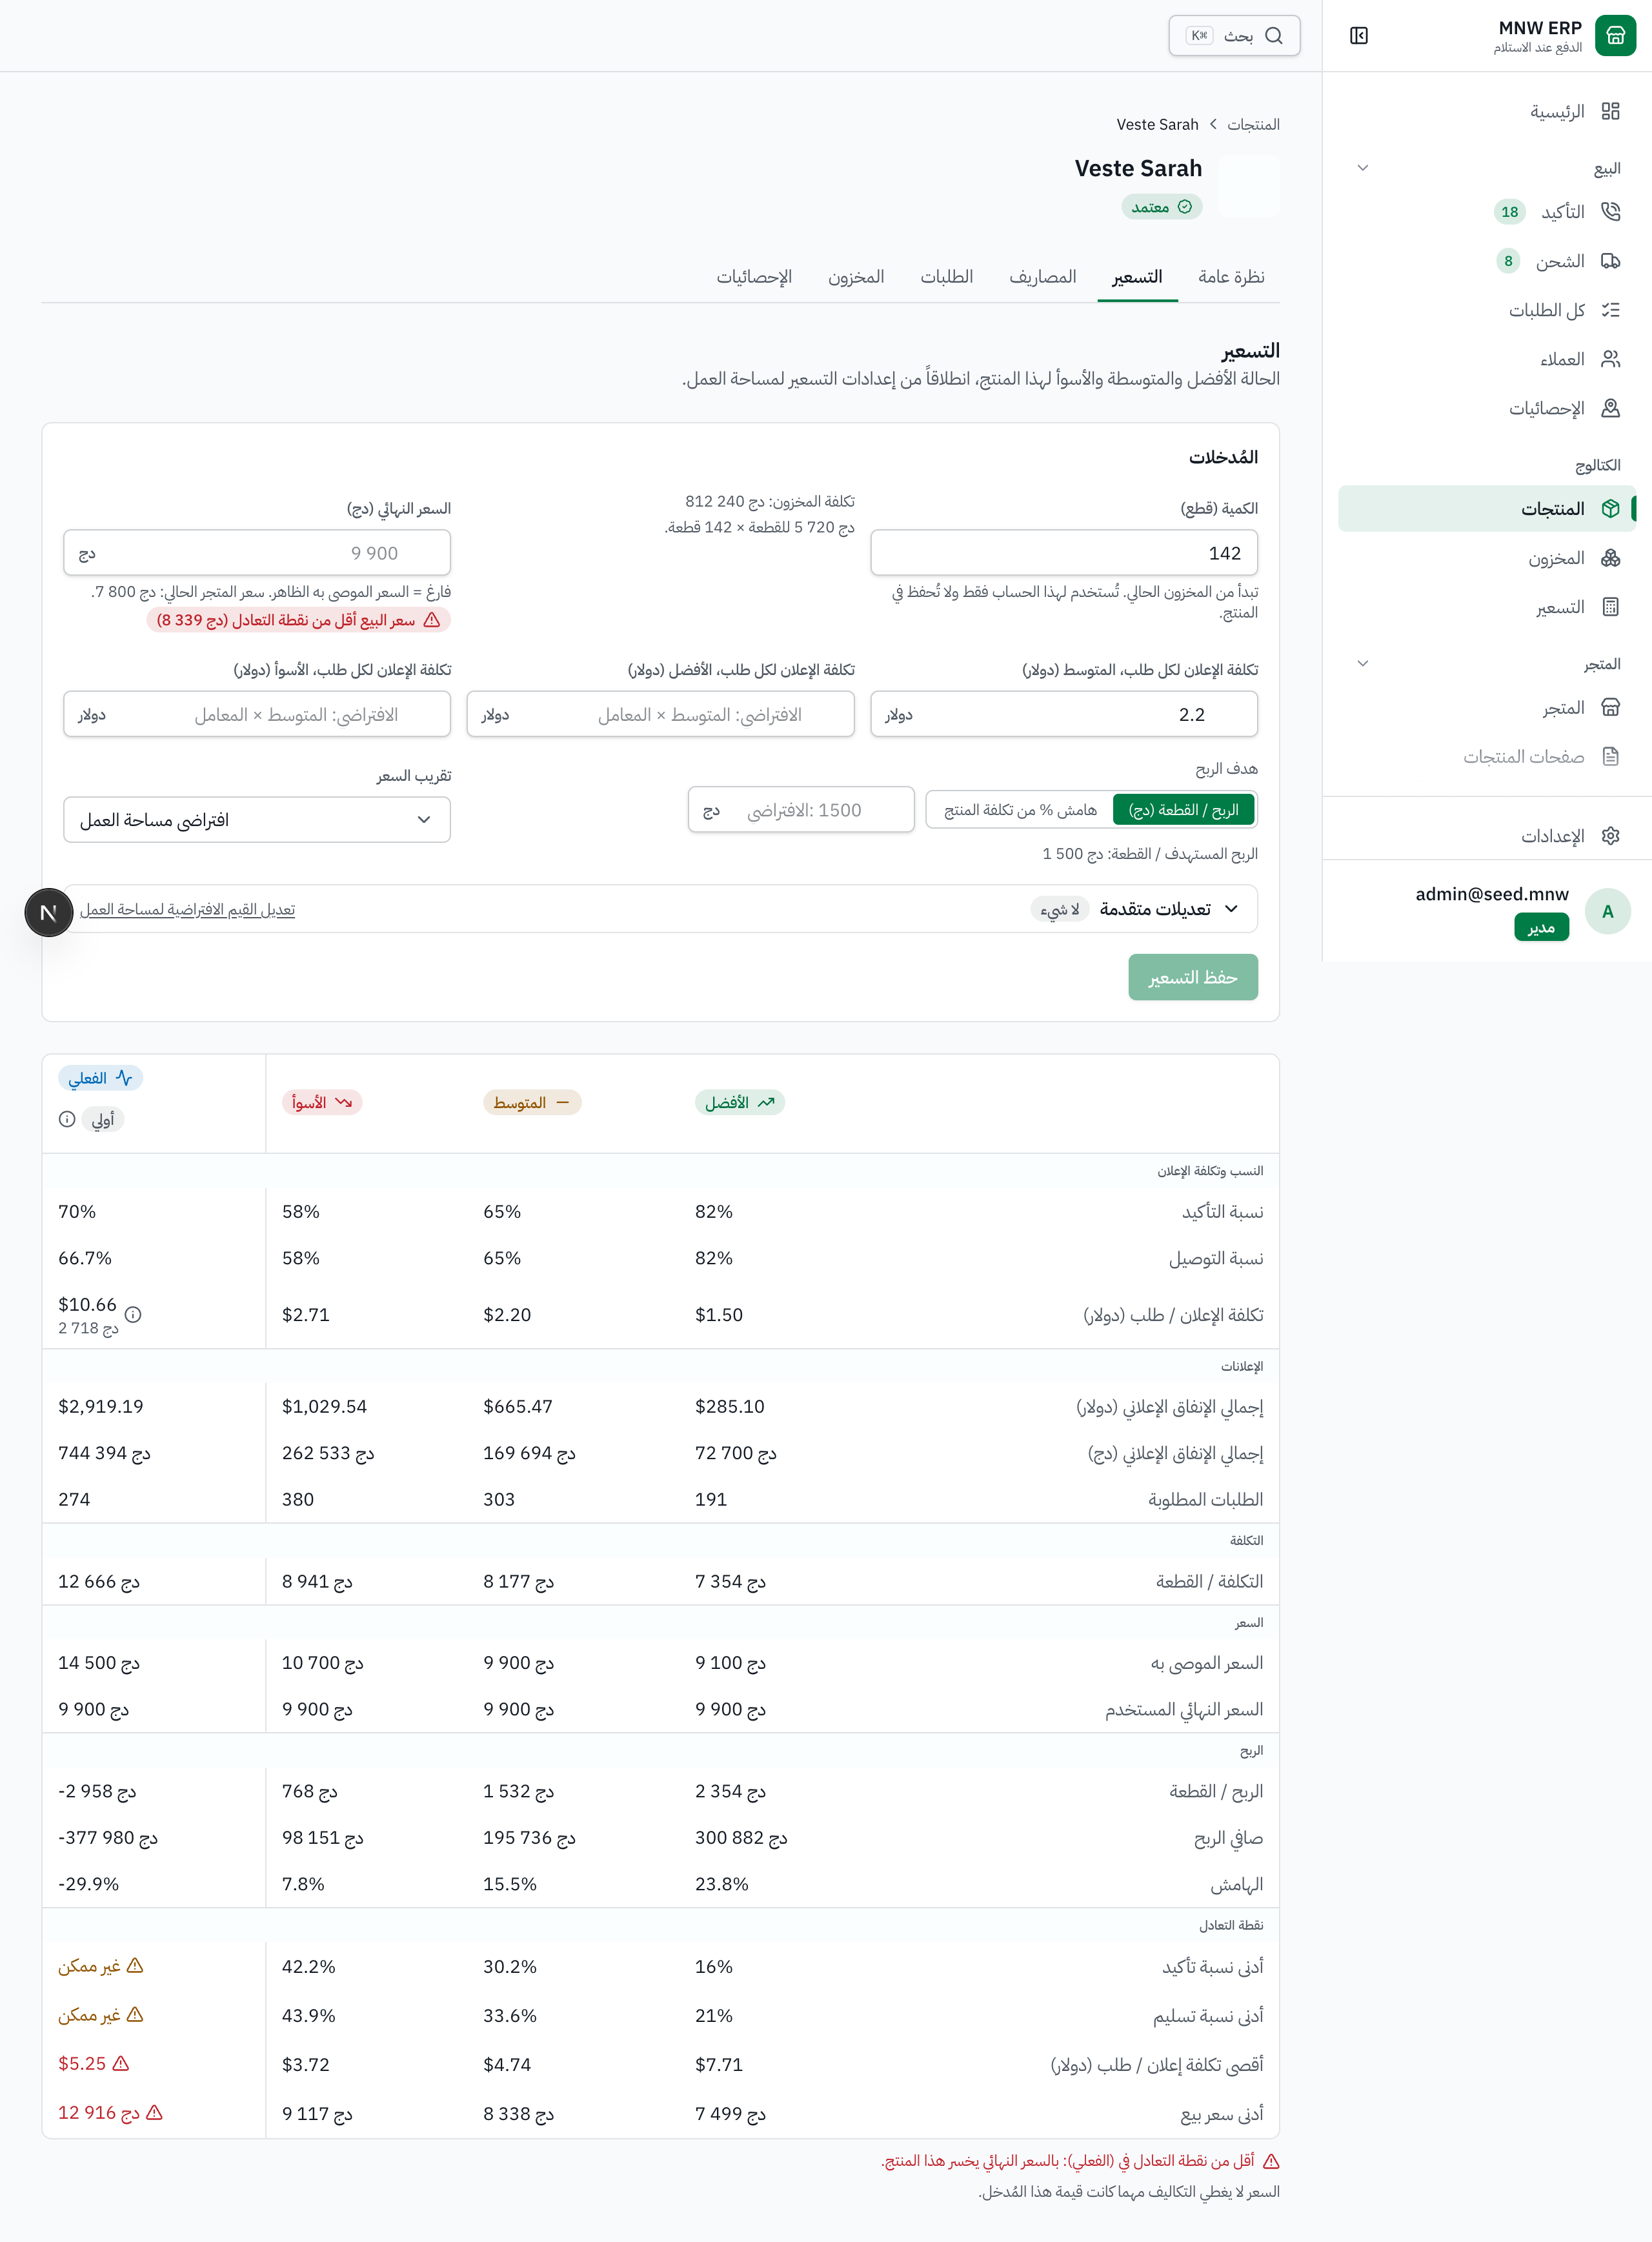 MNW ERP
الدفع عند الاستلام
بحث
⌘K
الرئيسية
البيع
التأكيد 18
الشحن 8
كل الطلبات
العملاء
الإحصائيات
الكتالوج
المنتجات
المخزون
التسعير
المتجر
المتجر
صفحات المنتجات
الإعدادات
A
admin@seed.mnw
مدير
المنتجات
Veste Sarah
Veste Sarah
معتمد
نظرة عامة
التسعير
المصاريف
الطلبات
المخزون
الإحصائيات
التسعير
الحالة الأفضل والمتوسطة والأسوأ لهذا المنتج، انطلاقاً من إعدادات التسعير لمساحة العمل.
المُدخلات
الكمية (قطع)
142
تبدأ من المخزون الحالي. تُستخدم لهذا الحساب فقط ولا تُحفظ في
المنتج.
تكلفة المخزون: دج 240 812
دج 720 5 للقطعة × 142 قطعة.
السعر النهائي (دج)
9 900
دج
فارغ = السعر الموصى به الظاهر. سعر المتجر الحالي: دج 800 7.
سعر البيع أقل من نقطة التعادل (دج 339 8)
تكلفة الإعلان لكل طلب، المتوسط (دولار)
2.2
دولار
تكلفة الإعلان لكل طلب، الأفضل (دولار)
الافتراضي: المتوسط × المعامل
دولار
تكلفة الإعلان لكل طلب، الأسوأ (دولار)
الافتراضي: المتوسط × المعامل
دولار
هدف الربح
الربح / القطعة (دج)
هامش % من تكلفة المنتج
1500 :الافتراضي
دج
الربح المستهدف / القطعة: دج 500 1
تقريب السعر
افتراضي مساحة العمل
تعديلات متقدمة
لا شيء
تعديل القيم الافتراضية لمساحة العمل
N
حفظ التسعير
الأفضل
المتوسط
الأسوأ
الفعلي
أولي
النسب وتكلفة الإعلان
نسبة التأكيد 82% 65% 58% 70%
نسبة التوصيل 82% 65% 58% 66.7%
تكلفة الإعلان / طلب (دولار) $1.50 $2.20 $2.71 $10.66
دج 718 2
الإعلانات
إجمالي الإنفاق الإعلاني (دولار) $285.10 $665.47 $1,029.54 $2,919.19
إجمالي الإنفاق الإعلاني (دج) 72 700 دج 169 694 دج 262 533 دج 744 394 دج
الطلبات المطلوبة 191 303 380 274
التكلفة
التكلفة / القطعة 7 354 دج 8 177 دج 8 941 دج 12 666 دج
السعر
السعر الموصى به 9 100 دج 9 900 دج 10 700 دج 14 500 دج
السعر النهائي المستخدم 9 900 دج 9 900 دج 9 900 دج 9 900 دج
الربح
الربح / القطعة 2 354 دج 1 532 دج 768 دج -2 958 دج
صافي الربح 300 882 دج 195 736 دج 98 151 دج -377 980 دج
الهامش 23.8% 15.5% 7.8% -29.9%
نقطة التعادل
أدنى نسبة تأكيد 16% 30.2% 42.2% غير ممكن
أدنى نسبة تسليم 21% 33.6% 43.9% غير ممكن
أقصى تكلفة إعلان / طلب (دولار) $7.71 $4.74 $3.72 $5.25
أدنى سعر بيع 7 499 دج 8 338 دج 9 117 دج 12 916 دج
أقل من نقطة التعادل في (الفعلي): بالسعر النهائي يخسر هذا المنتج.
السعر لا يغطي التكاليف مهما كانت قيمة هذا المُدخل.